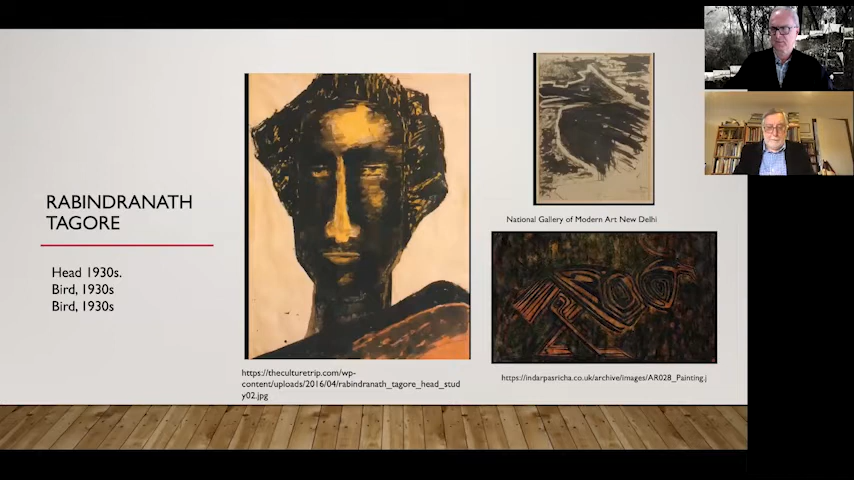 RABINDRANATH
TAGORE
Head 1930s.
Bird, 1930s
Bird, 1930s
https://theculturetrip.com/wp-
content/uploads/2016/04/rabindranath_tagore_head_stud
y02.jpg
National Gallery of Modern Art New Delhi
https://indarpasricha.co.uk/archive/images/AR028_Painting.j